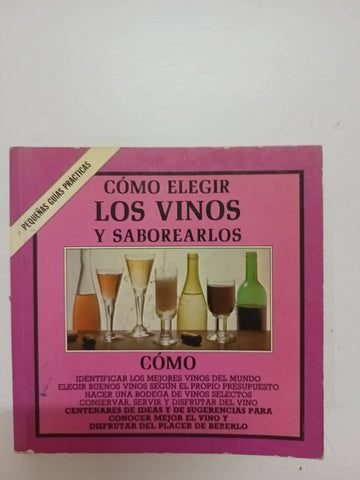 PEQUEÑAS GUÍAS PRÁCTICAS
CÓMO ELEGIR
LOS VINOS
Y SABOREARLOS
CÓMO
IDENTIFICAR LOS MEJORES VINOS DEL MUNDO
ELEGIR BUENOS VINOS SEGÚN EL PROPIO PRESUPUESTO
HACER UNA BODEGA DE VINOS SELECTOS
CONSERVAR, SERVIR Y DISFRUTAR DEL VINO
CENTENARES DE IDEAS Y DE SUGERENCIAS PARA
CONOCER MEJOR EL VINO Y
DISFRUTAR DEL PLACER DE BEBERLO